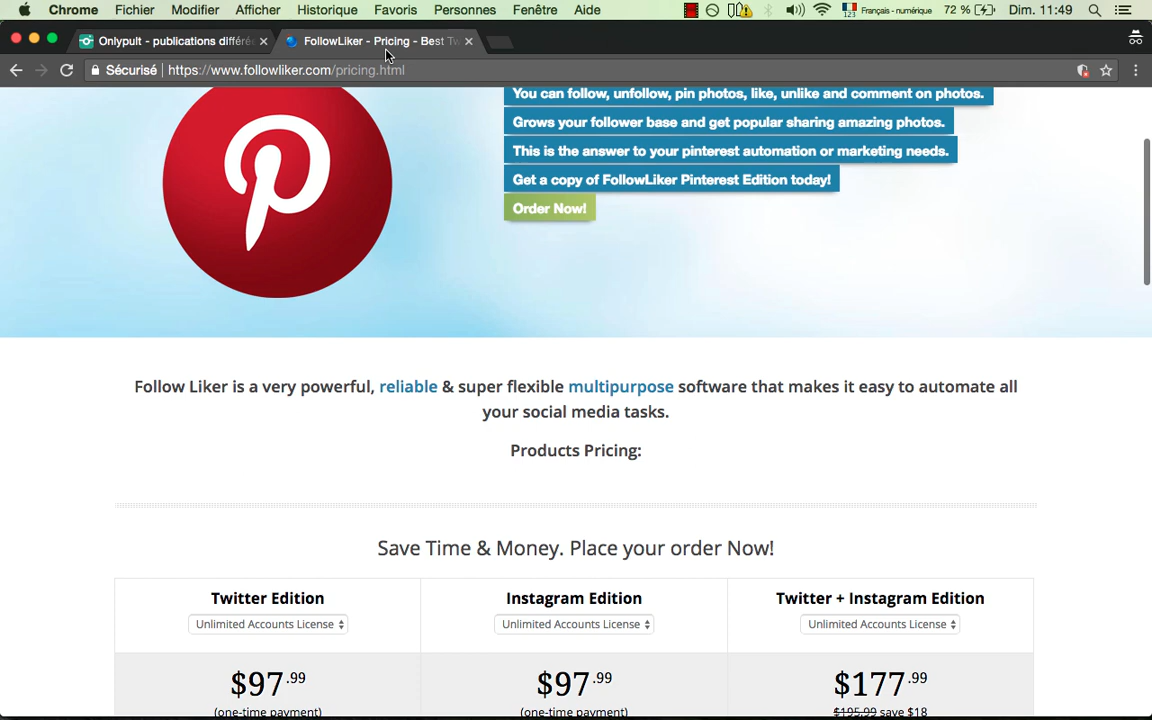 Chrome Fichier Modifier Afficher Historique Favoris Personnes Fenêtre Aide 123 Français - numérique 72 % Dim. 11:49
Onlypult - publications différé
FollowLiker - Pricing - Best Tw
Sécurisé https://www.followliker.com/pricing.html
You can follow, unfollow, pin photos, like, unlike and comment on photos.
Grows your follower base and get popular sharing amazing photos.
This is the answer to your pinterest automation or marketing needs.
Get a copy of FollowLiker Pinterest Edition today!
Order Now!
Follow Liker is a very powerful, reliable & super flexible multipurpose software that makes it easy to automate all
your social media tasks.
Products Pricing:
Save Time & Money. Place your order Now!
Twitter Edition Instagram Edition Twitter + Instagram Edition
Unlimited Accounts License Unlimited Accounts License Unlimited Accounts License
$97.99 $97.99 $177.99
(one-time payment) (one-time payment) $195.99 save $18